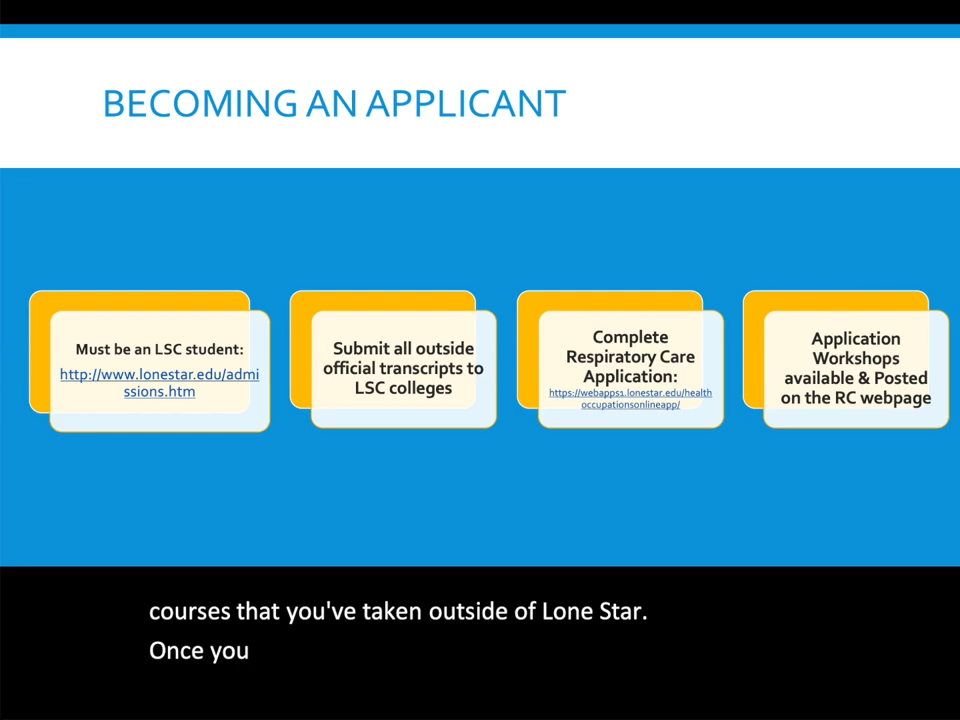 BECOMING AN APPLICANT
Must be an LSC student:
http://www.lonestar.edu/admi
ssions.htm
Submit all outside
official transcripts to
LSC colleges
Complete
Respiratory Care
Application:
https://webapps1.lonestar.edu/health
occupationsonlineapp/
Application
Workshops
available & Posted
on the RC webpage
courses that you've taken outside of Lone Star.
Once you